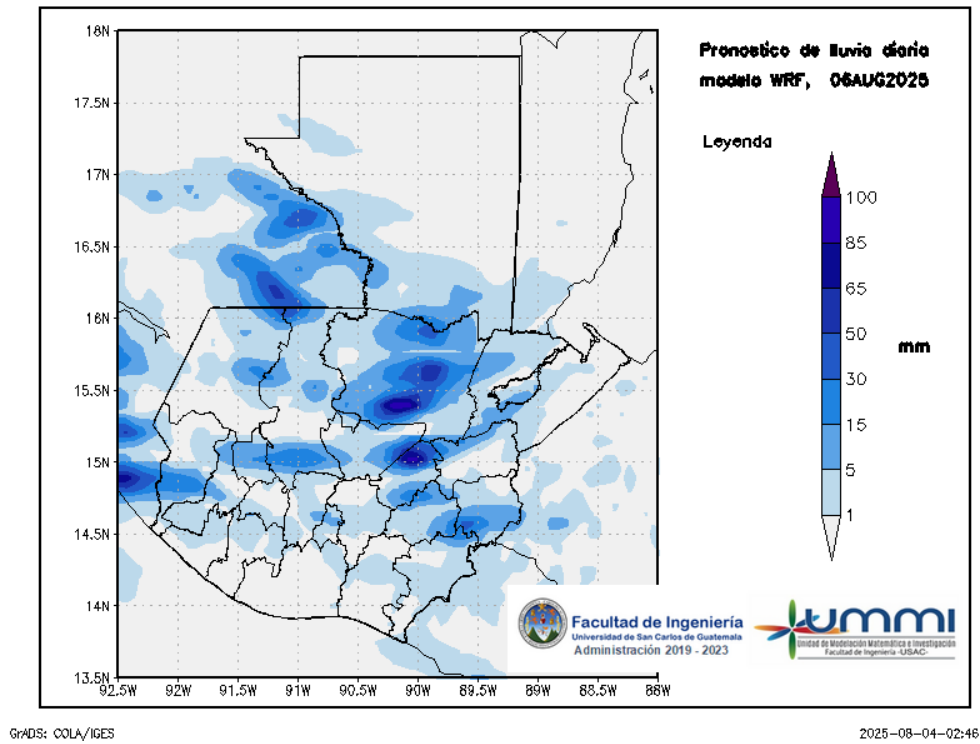 Pronostico de lluvia diaria
modelo WRF, 06AUG2025
Leyenda
100
85
65
50
30
15
5
1
mm
18N
17.5N
17N
16.5N
16N
15.5N
15N
14.5N
14N
13.5N
92.5W 92W 91.5W 91W 90.5W 90W 89.5W 89W 88.5W 88W
Facultad de Ingeniería
Universidad de San Carlos de Guatemala
Administración 2019 - 2023
ummi
Unidad de Modelación Matemática e Investigación
Facultad de Ingeniería -USAC-
GrADS: COLA/IGES
2025-08-04-02:46